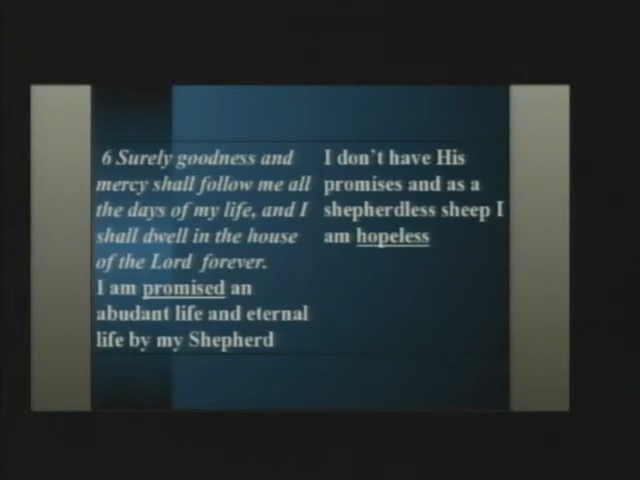 6 Surely goodness and
mercy shall follow me all
the days of my life, and I
shall dwell in the house
of the Lord forever.
I am promised an
abudant life and eternal
life by my Shepherd
I don't have His
promises and as a
shepherdless sheep I
am hopeless